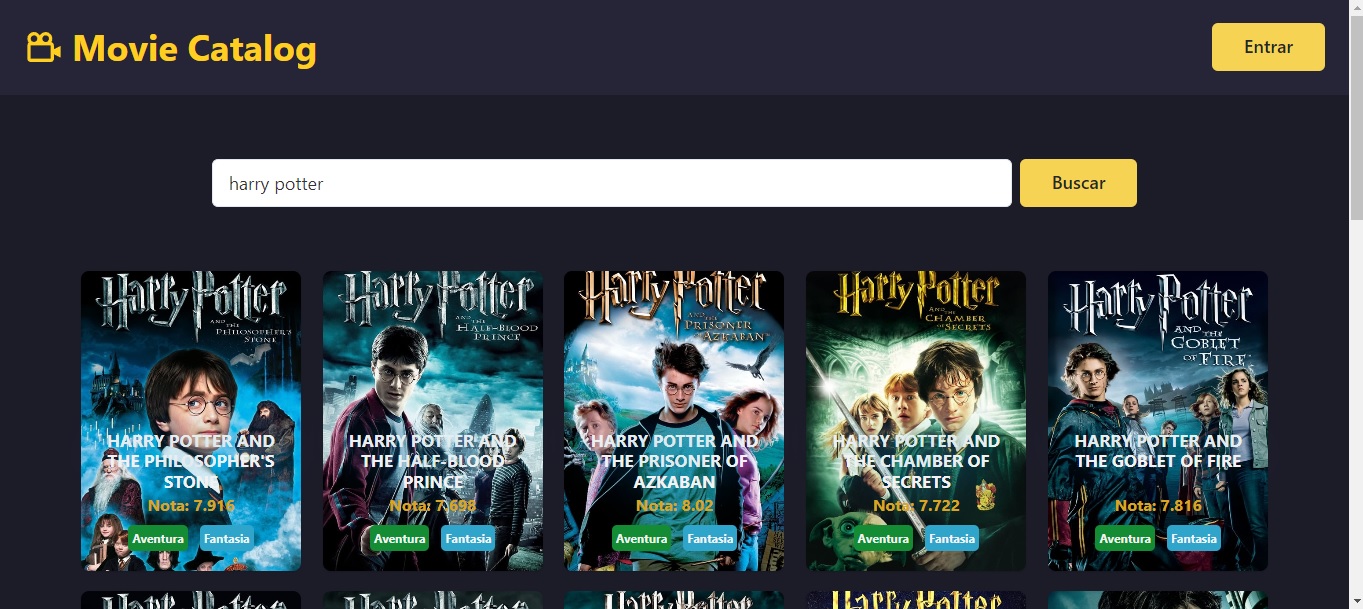 Movie Catalog
Entrar
harry potter
Buscar
Harry Potter
AND THE
PHILOSOPHER'S
STONE
HARRY POTTER AND
THE PHILOSOPHER'S
STONE
Nota: 7.916
Aventura Fantasia
Harry Potter
AND THE
HALF-BLOOD
PRINCE
HARRY POTTER AND
THE HALF-BLOOD
PRINCE
Nota: 7.698
Aventura Fantasia
Harry Potter
AND THE
PRISONER
OF AZKABAN
HARRY POTTER AND
THE PRISONER OF
AZKABAN
Nota: 8.02
Aventura Fantasia
Harry Potter
AND THE
CHAMBER
OF SECRETS
HARRY POTTER AND
THE CHAMBER OF
SECRETS
Nota: 7.722
Aventura Fantasia
Harry Potter
AND THE
GOBLET
OF FIRE
HARRY POTTER AND
THE GOBLET OF FIRE
Nota: 7.816
Aventura Fantasia